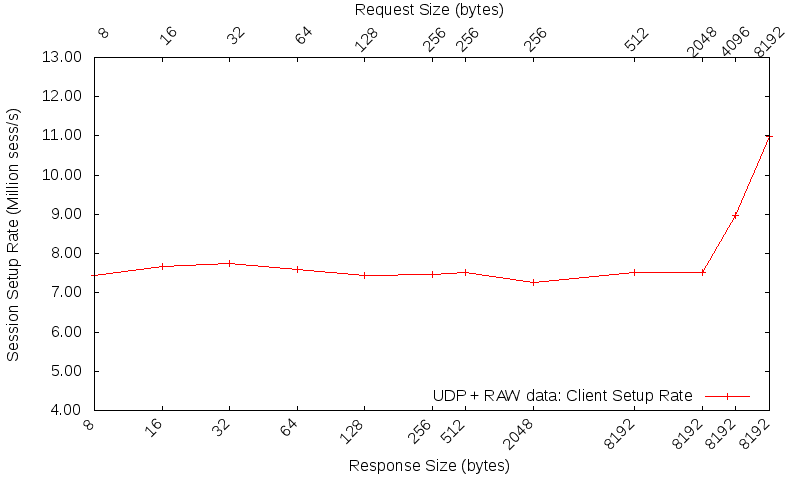 Request Size (bytes)
8 16 32 64 128 256 256 256 512 2048 4096 8192
13.00
12.00
11.00
10.00
9.00
8.00
7.00
6.00
5.00
4.00
Session Setup Rate (Million sess/s)
UDP + RAW data: Client Setup Rate
8 16 32 64 128 256 512 2048 8192 8192 8192 8192
Response Size (bytes)